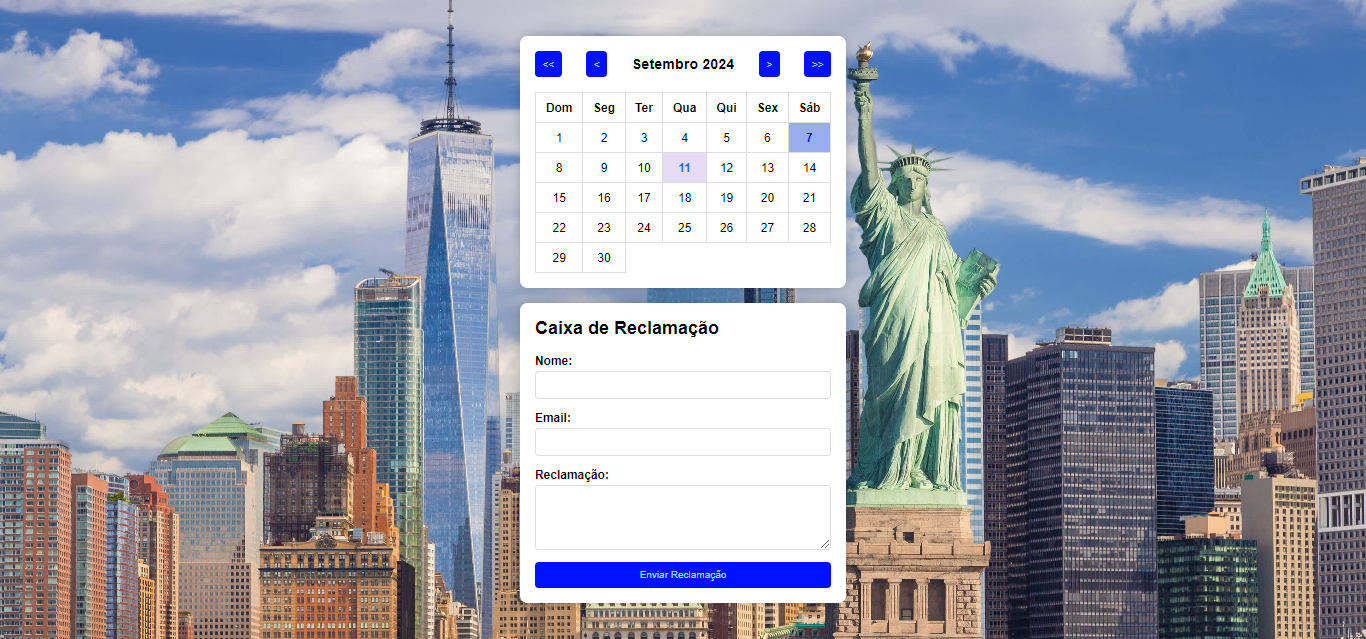 << < Setembro 2024 > >>
Dom Seg Ter Qua Qui Sex Sáb
1 2 3 4 5 6 7
8 9 10 11 12 13 14
15 16 17 18 19 20 21
22 23 24 25 26 27 28
29 30
Caixa de Reclamação
Nome:
Email:
Reclamação:
Enviar Reclamação